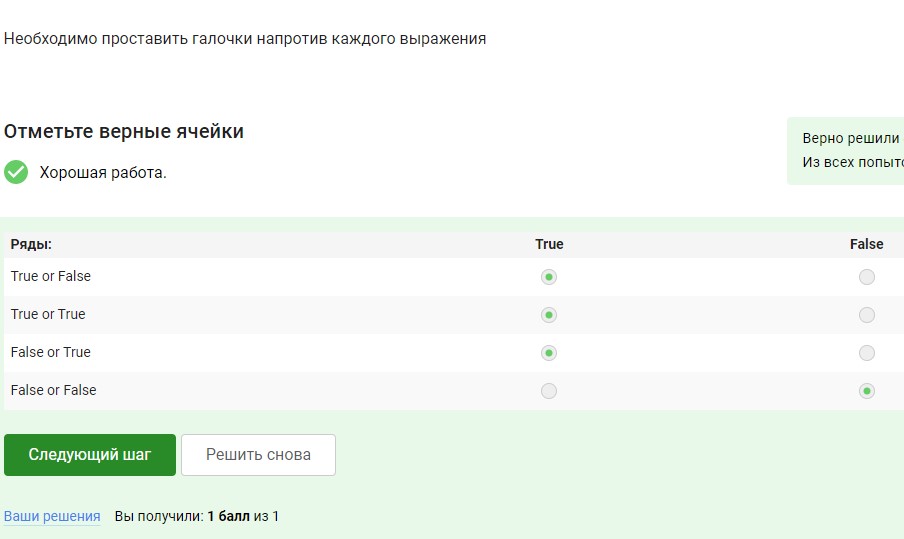 Необходимо проставить галочки напротив каждого выражения
Отметьте верные ячейки
Хорошая работа.
Верно решили
Из всех
Ряды: True False
True or False
True or True
False or True
False or False
Следующий шаг Решить снова
Ваши решения Вы получили: 1 балл из 1